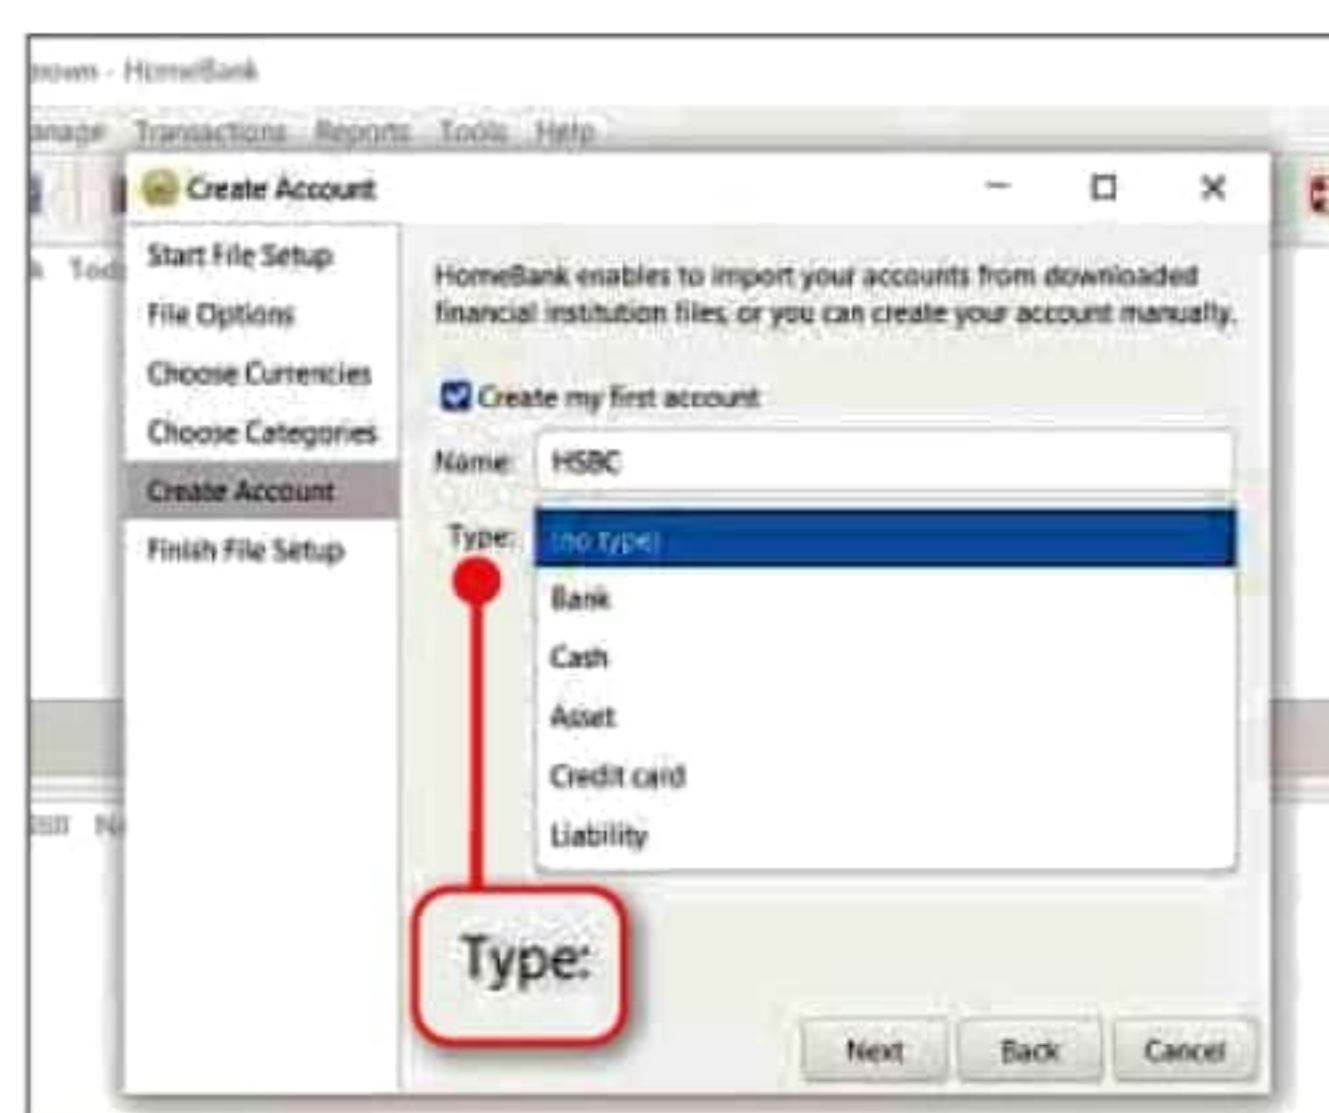 - HomeBank
Transactions Reports Tools Help
Create Account
Start File Setup
File Options
Choose Currencies
Choose Categories
Create Account
Finish File Setup
HomeBank enables to import your accounts from downloaded
financial institution files, or you can create your account manually.
Create my first account
Name: HSBC
Type: (no type)
Bank
Cash
Asset
Credit card
Liability
Type:
Next Back Cancel